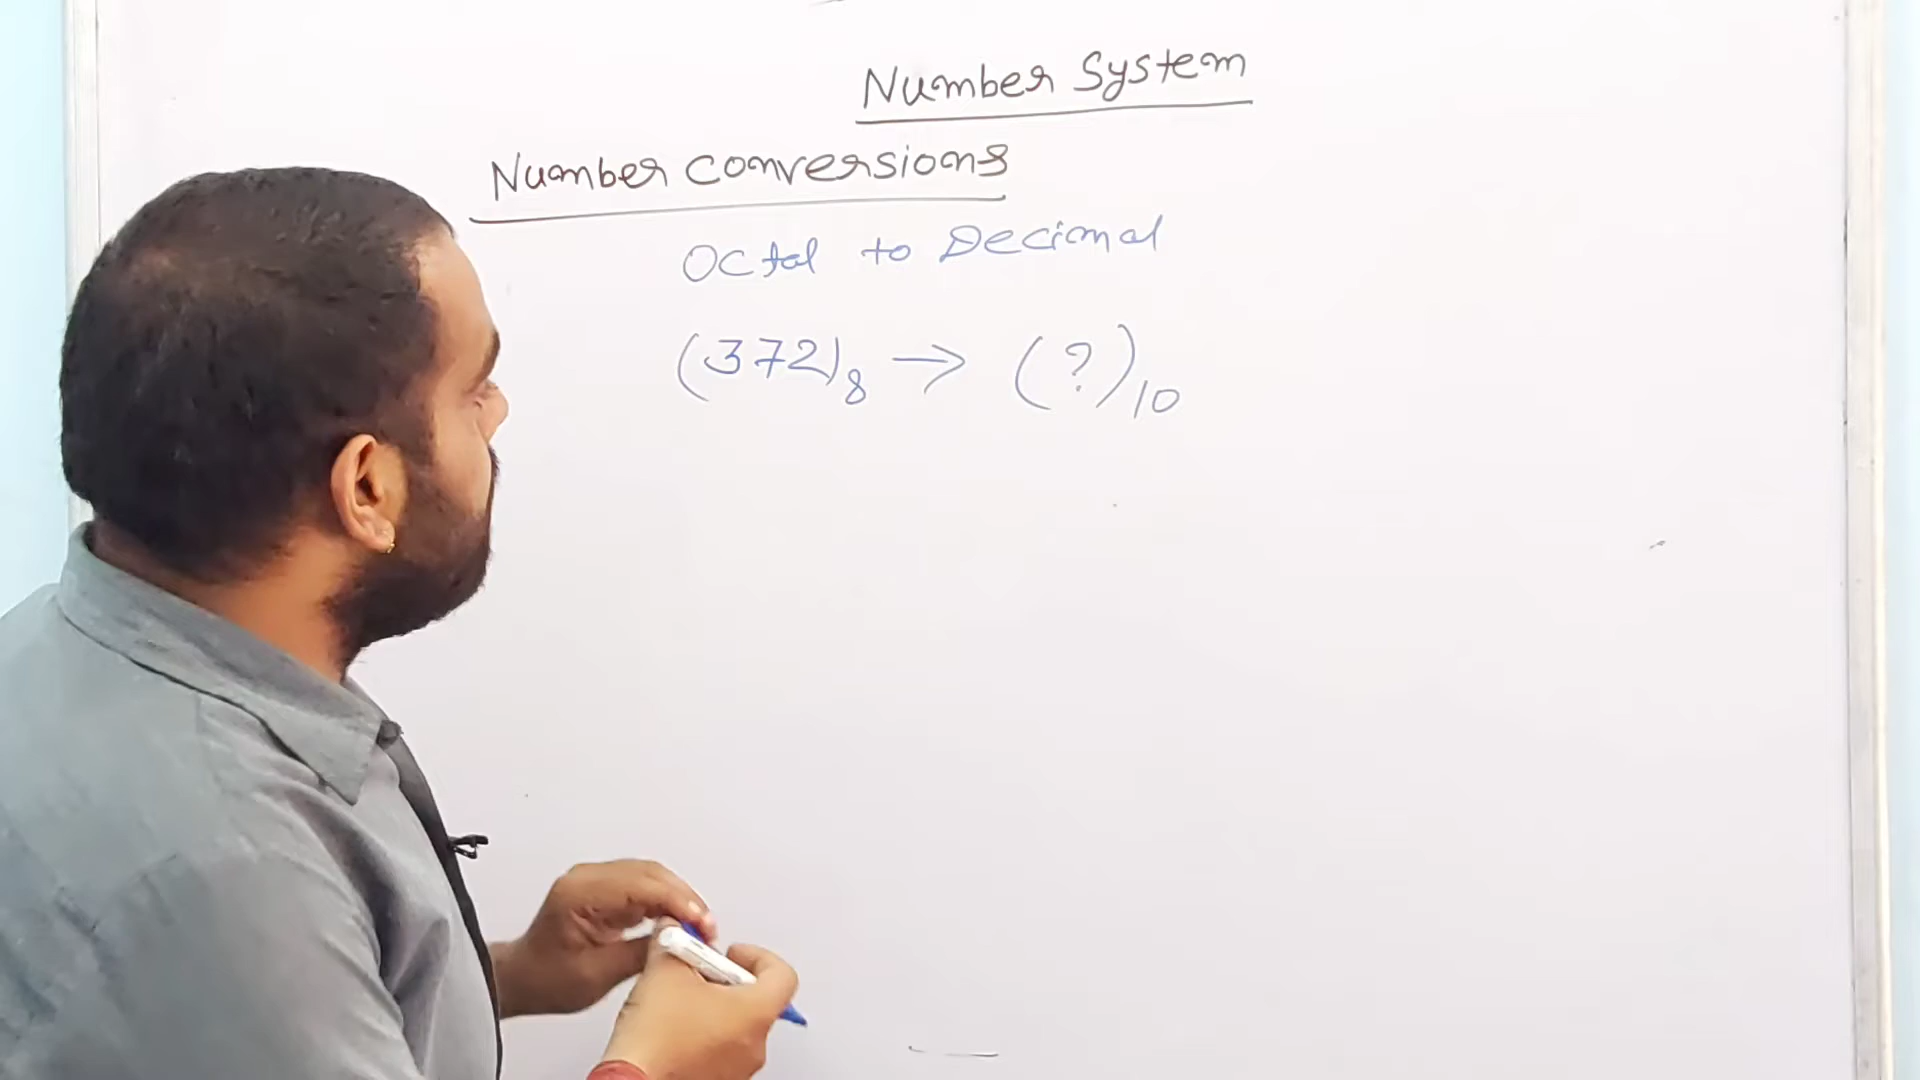 Number System
Number Conversions
Octal to Decimal
(372)₈ → (?)₁₀